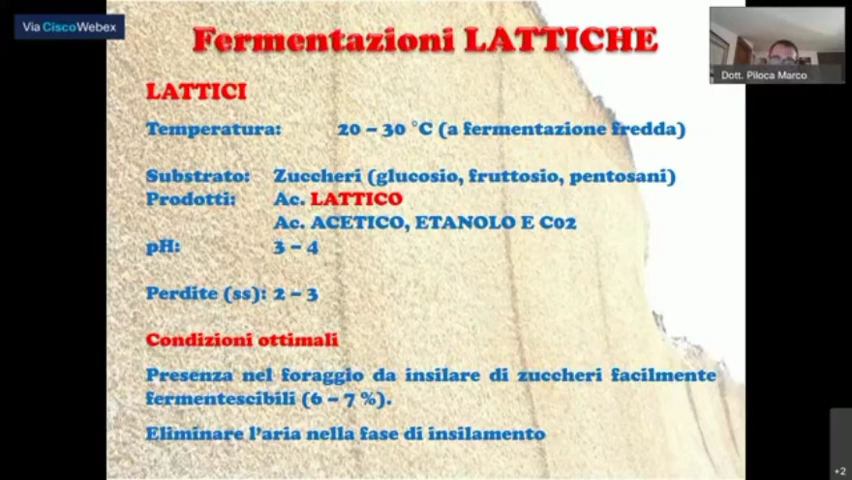 Via Cisco Webex
Fermentazioni LATTICHE
Dott. Piloca Marco
LATTICI
Temperatura: 20 – 30 °C (a fermentazione fredda)
Substrato: Zuccheri (glucosio, fruttosio, pentosani)
Prodotti: Ac. LATTICO
Ac. ACETICO, ETANOLO E C02
pH: 3 – 4
Perdite (ss): 2 – 3
Condizioni ottimali
Presenza nel foraggio da insilare di zuccheri facilmente
fermentescibili (6 – 7 %).
Eliminare l'aria nella fase di insilamento
+2